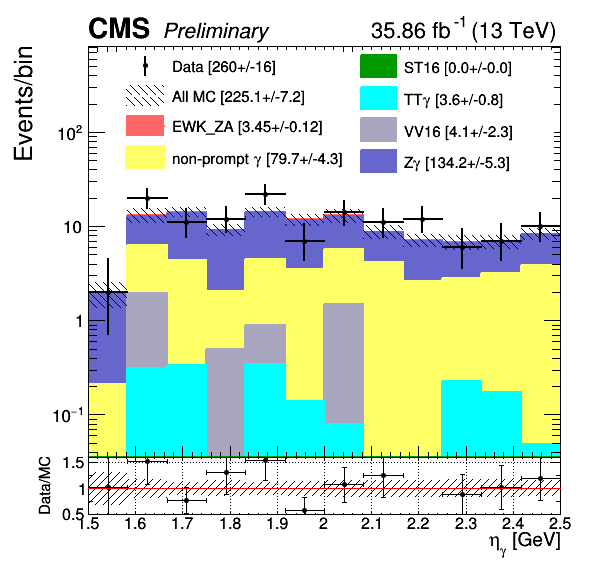 CMS Preliminary 35.86 fb⁻¹ (13 TeV)
Events/bin
Data [260+/-16]
All MC [225.1+/-7.2]
EWK_ZA [3.45+/-0.12]
non-prompt γ [79.7+/-4.3]
ST16 [0.0+/-0.0]
TTγ [3.6+/-0.8]
VV16 [4.1+/-2.3]
Zγ [134.2+/-5.3]
10²
10
1
10⁻¹
Data/MC
1.5
1
0.5
1.5 1.6 1.7 1.8 1.9 2 2.1 2.2 2.3 2.4 2.5
ηγ [GeV]